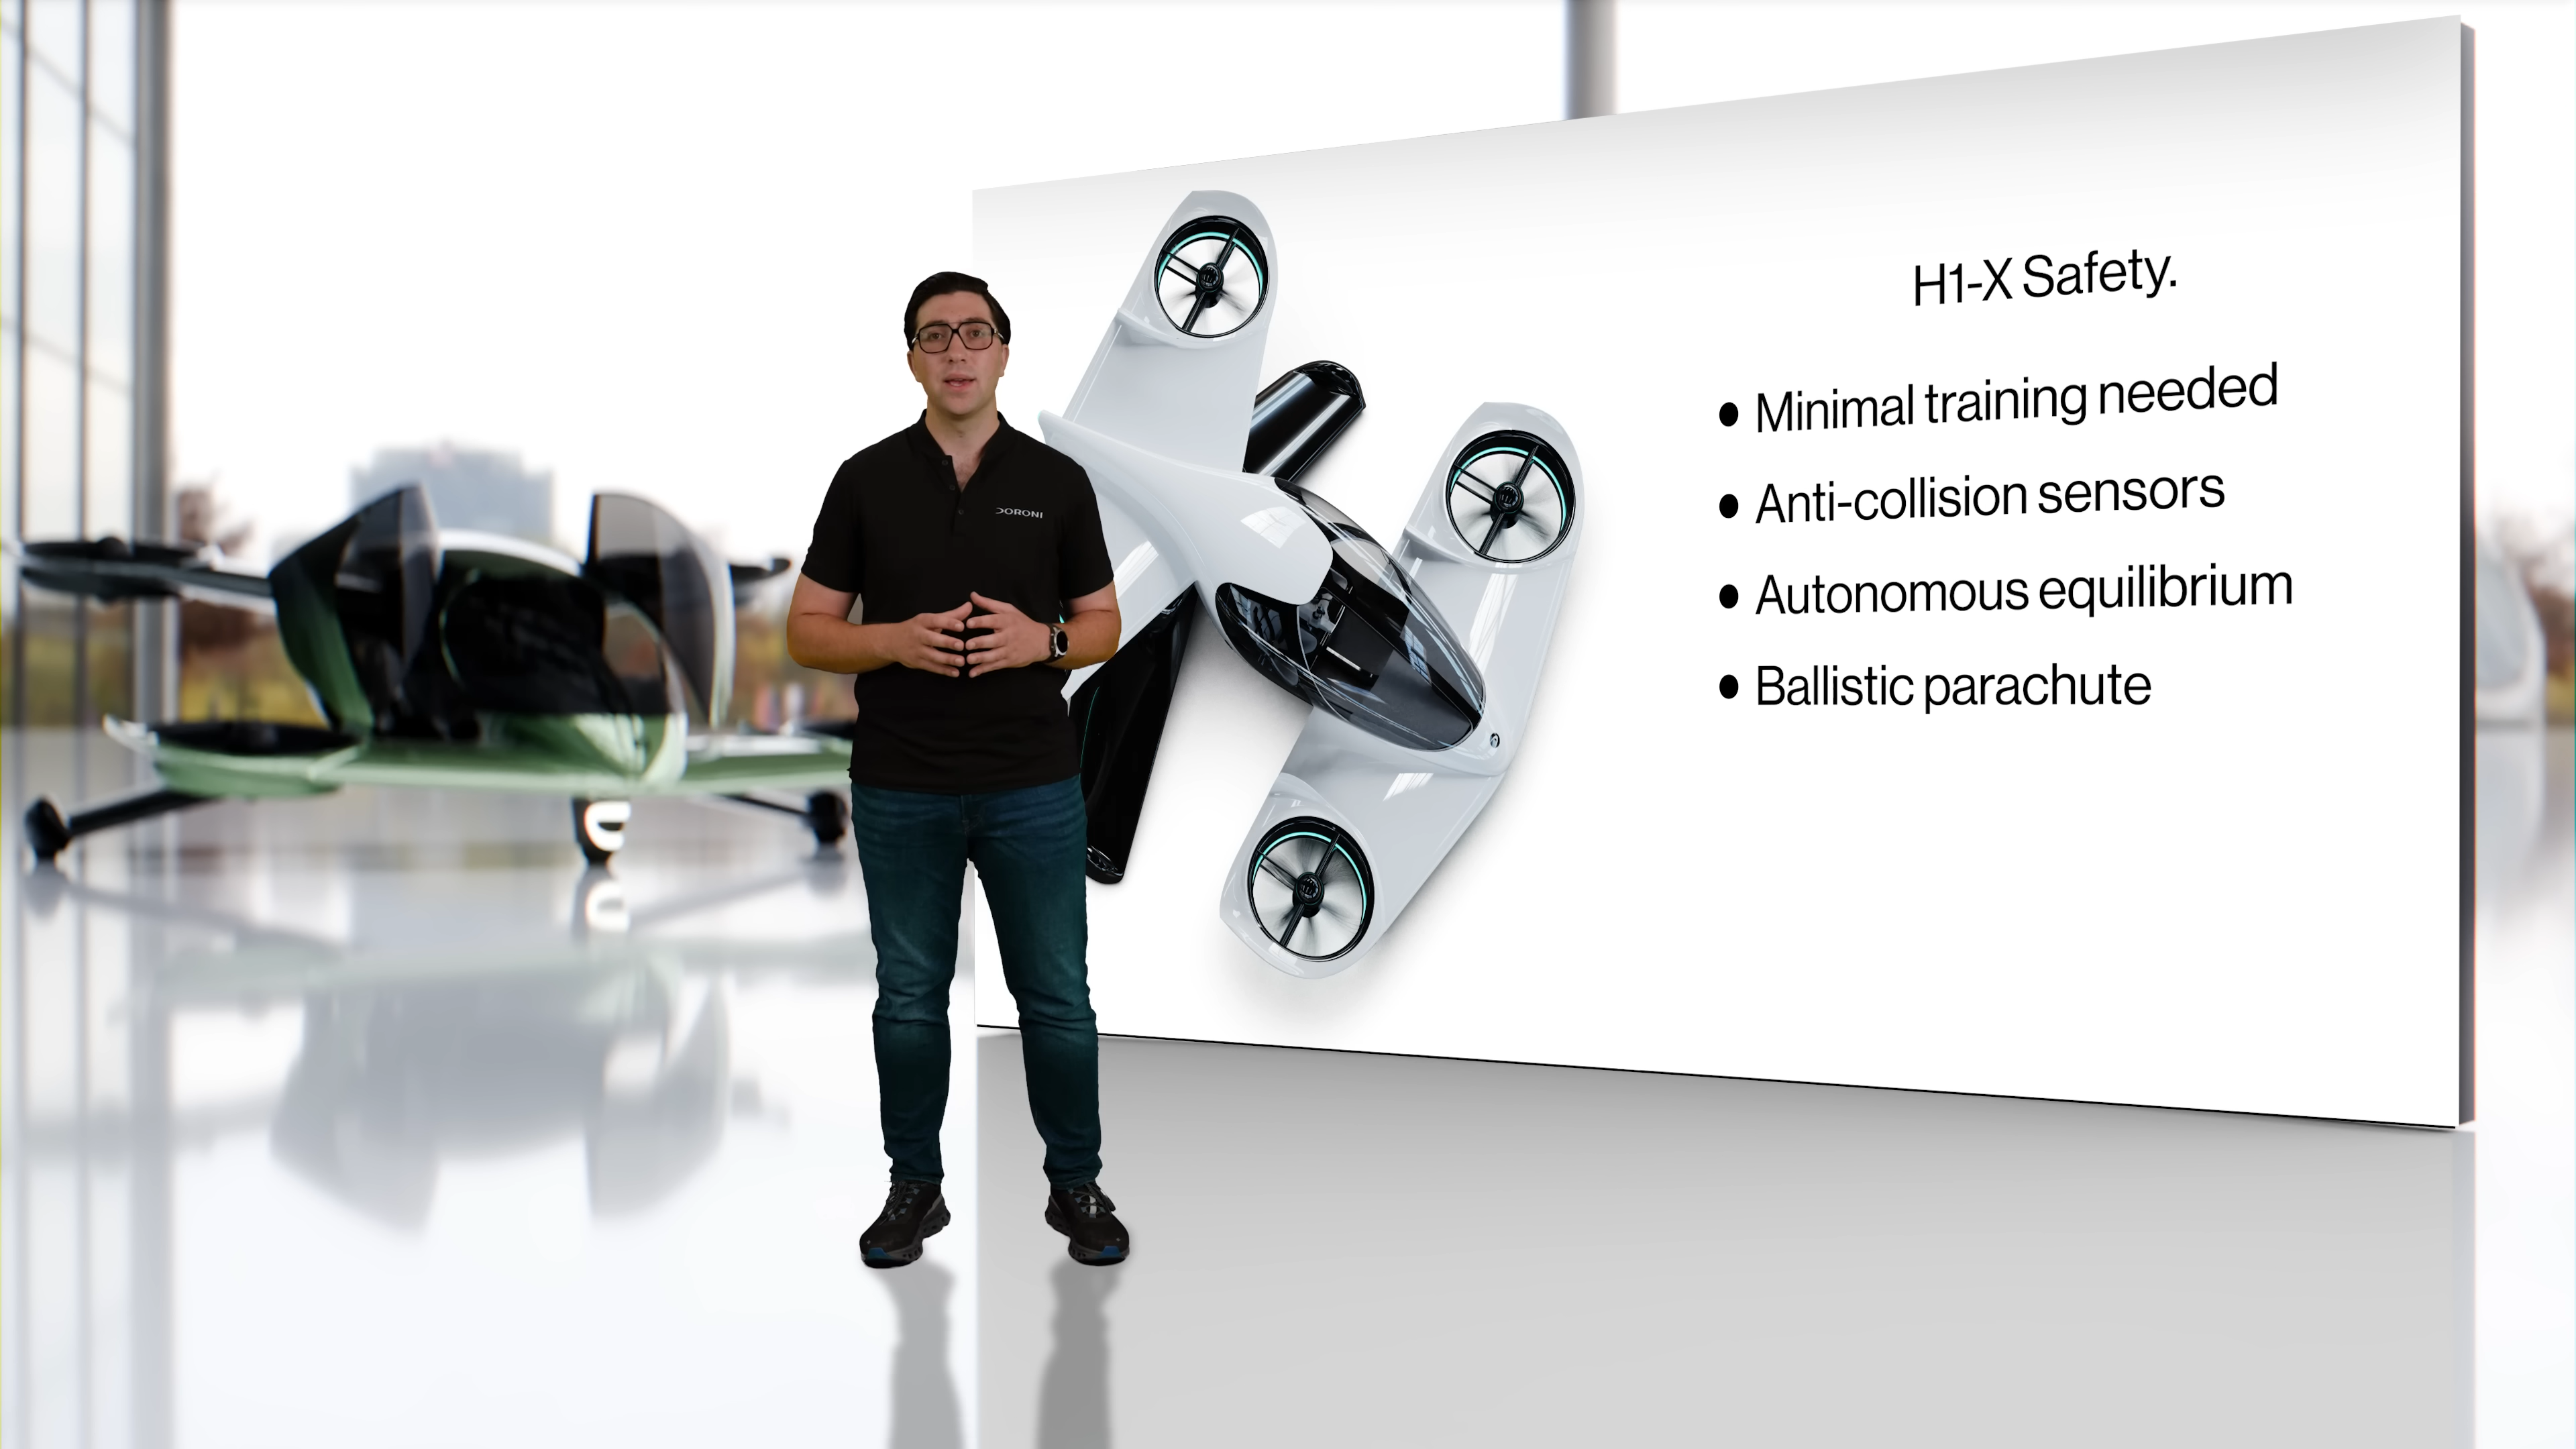 H1-X Safety.
• Minimal training needed
• Anti-collision sensors
• Autonomous equilibrium
• Ballistic parachute
DORONI